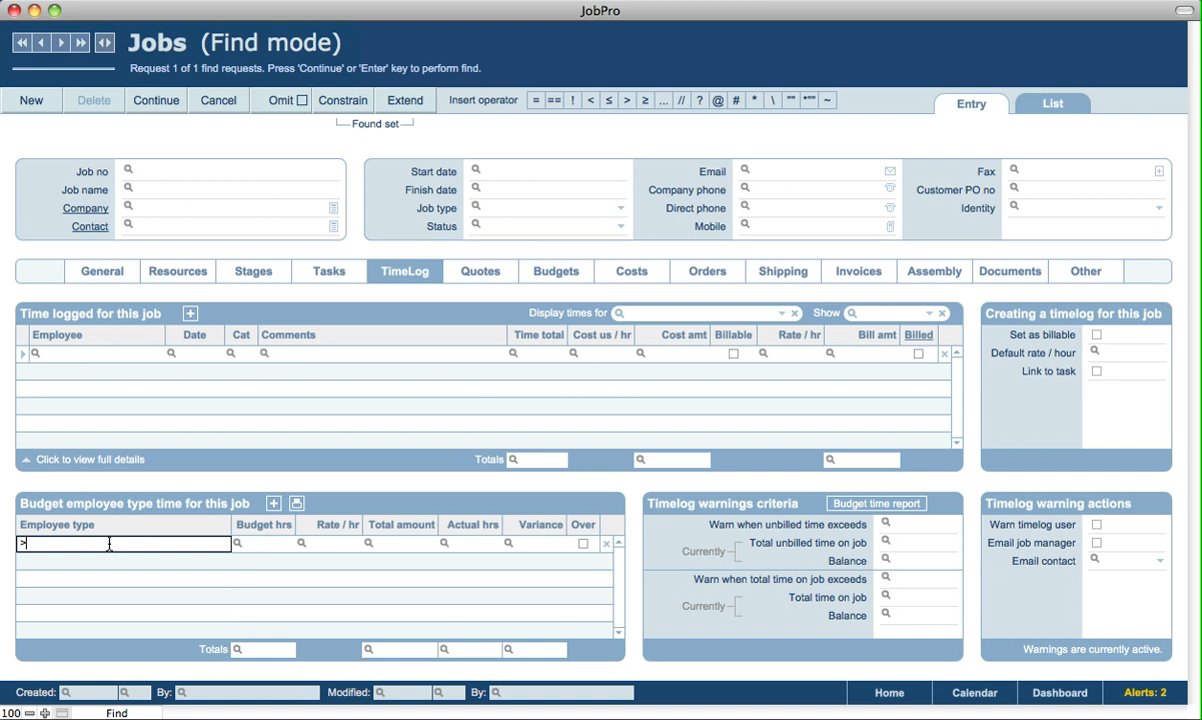 JobPro
Jobs (Find mode)
Request 1 of 1 find requests. Press 'Continue' or 'Enter' key to perform find.
New Delete Continue Cancel Omit Constrain Extend Insert operator = == ! < ≤ > ≥ ... // ? @ # * \ "" *"" ~ Entry List
Found set
Job no Start date Email Fax
Job name Finish date Company phone Customer PO no
Company Job type Direct phone Identity
Contact Status Mobile
General Resources Stages Tasks TimeLog Quotes Budgets Costs Orders Shipping Invoices Assembly Documents Other
Time logged for this job + Display times for Show Creating a timelog for this job
Employee Date Cat Comments Time total Cost us / hr Cost amt Billable Rate / hr Bill amt Billed Set as billable
Default rate / hour
Link to task
Click to view full details Totals
Budget employee type time for this job + Timelog warnings criteria Budget time report Timelog warning actions
Employee type Budget hrs Rate / hr Total amount Actual hrs Variance Over Warn when unbilled time exceeds Warn timelog user
> Total unbilled time on job Email job manager
Currently
Balance Email contact
Warn when total time on job exceeds
Total time on job
Currently
Balance
Totals Warnings are currently active.
Created: By: Modified: By: Home Calendar Dashboard Alerts: 2
100 Find